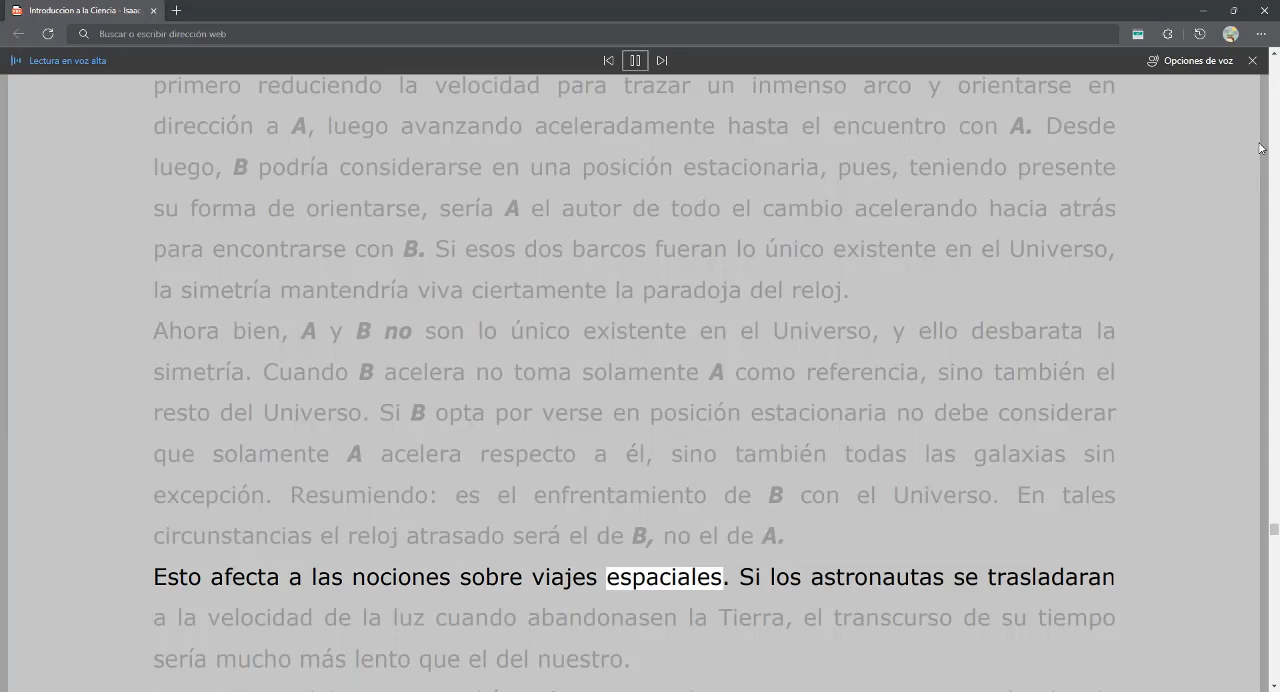 Introduccion a la Ciencia - Isaac
Buscar o escribir dirección web
Lectura en voz alta
Opciones de voz
primero reduciendo la velocidad para trazar un inmenso arco y orientarse en
dirección a A, luego avanzando aceleradamente hasta el encuentro con A. Desde
luego, B podría considerarse en una posición estacionaria, pues, teniendo presente
su forma de orientarse, sería A el autor de todo el cambio acelerando hacia atrás
para encontrarse con B. Si esos dos barcos fueran lo único existente en el Universo,
la simetría mantendría viva ciertamente la paradoja del reloj.
Ahora bien, A y B no son lo único existente en el Universo, y ello desbarata la
simetría. Cuando B acelera no toma solamente A como referencia, sino también el
resto del Universo. Si B opta por verse en posición estacionaria no debe considerar
que solamente A acelera respecto a él, sino también todas las galaxias sin
excepción. Resumiendo: es el enfrentamiento de B con el Universo. En tales
circunstancias el reloj atrasado será el de B, no el de A.
Esto afecta a las nociones sobre viajes espaciales. Si los astronautas se trasladaran
a la velocidad de la luz cuando abandonasen la Tierra, el transcurso de su tiempo
sería mucho más lento que el del nuestro.